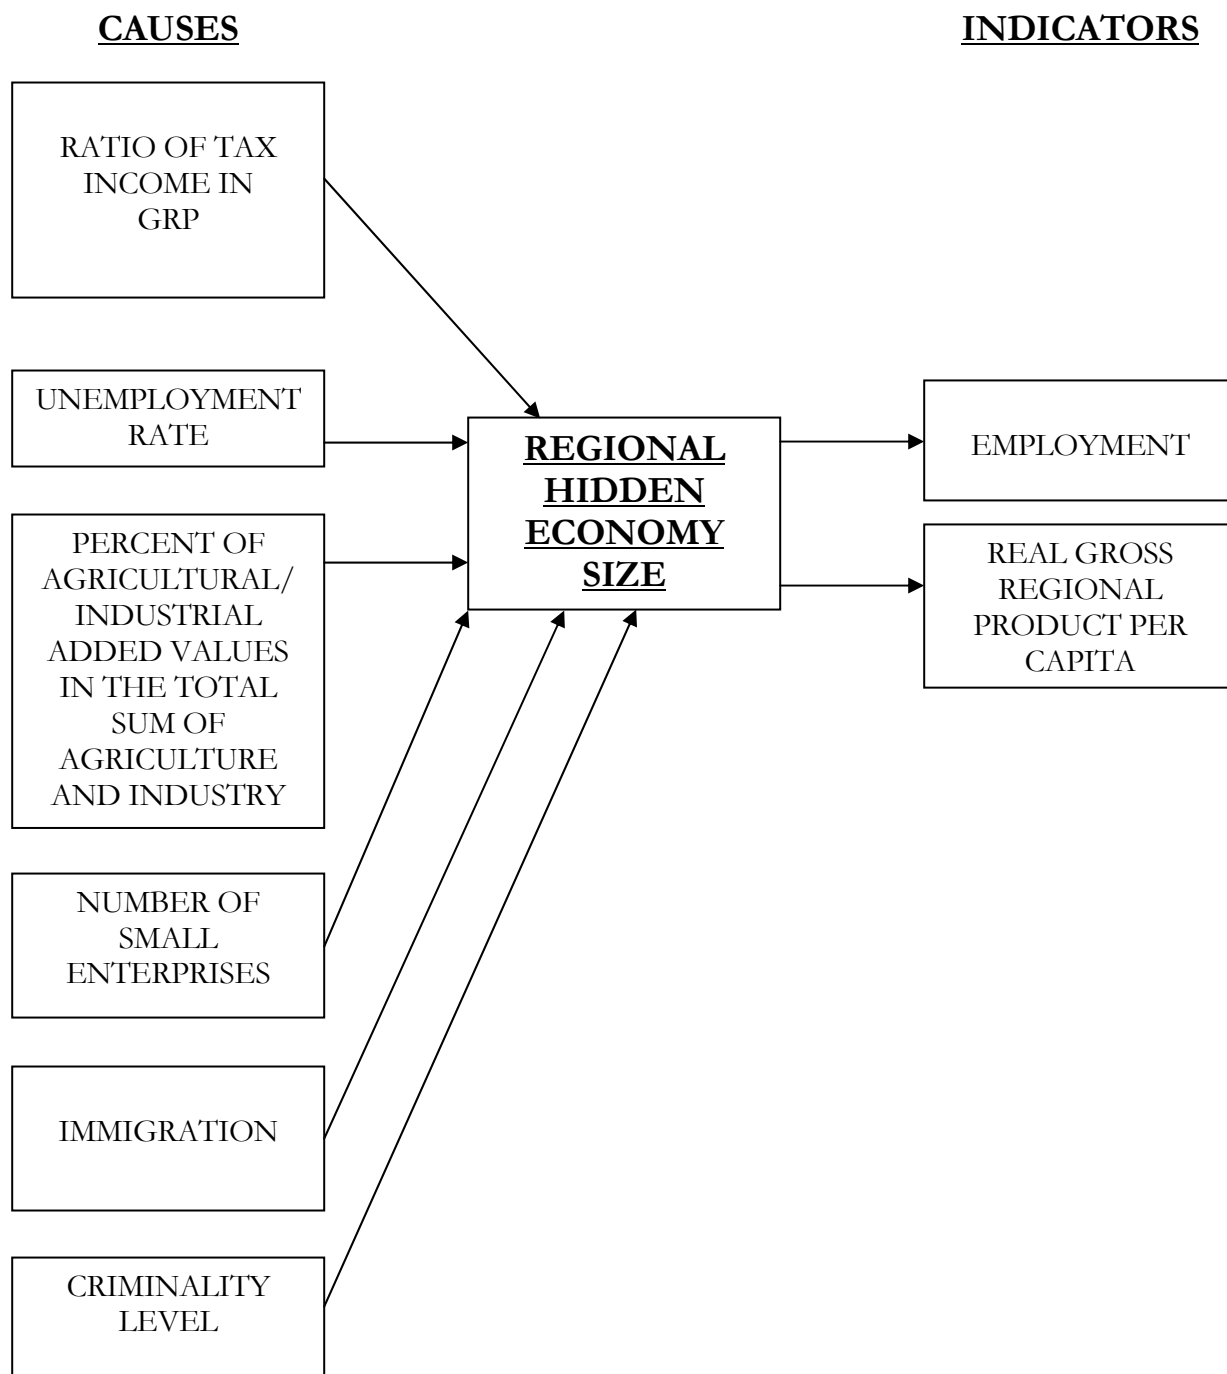 CAUSES
INDICATORS
RATIO OF TAX
INCOME IN
GRP
UNEMPLOYMENT
RATE
PERCENT OF
AGRICULTURAL/
INDUSTRIAL
ADDED VALUES
IN THE TOTAL
SUM OF
AGRICULTURE
AND INDUSTRY
NUMBER OF
SMALL
ENTERPRISES
IMMIGRATION
CRIMINALITY
LEVEL
REGIONAL
HIDDEN
ECONOMY
SIZE
EMPLOYMENT
REAL GROSS
REGIONAL
PRODUCT PER
CAPITA